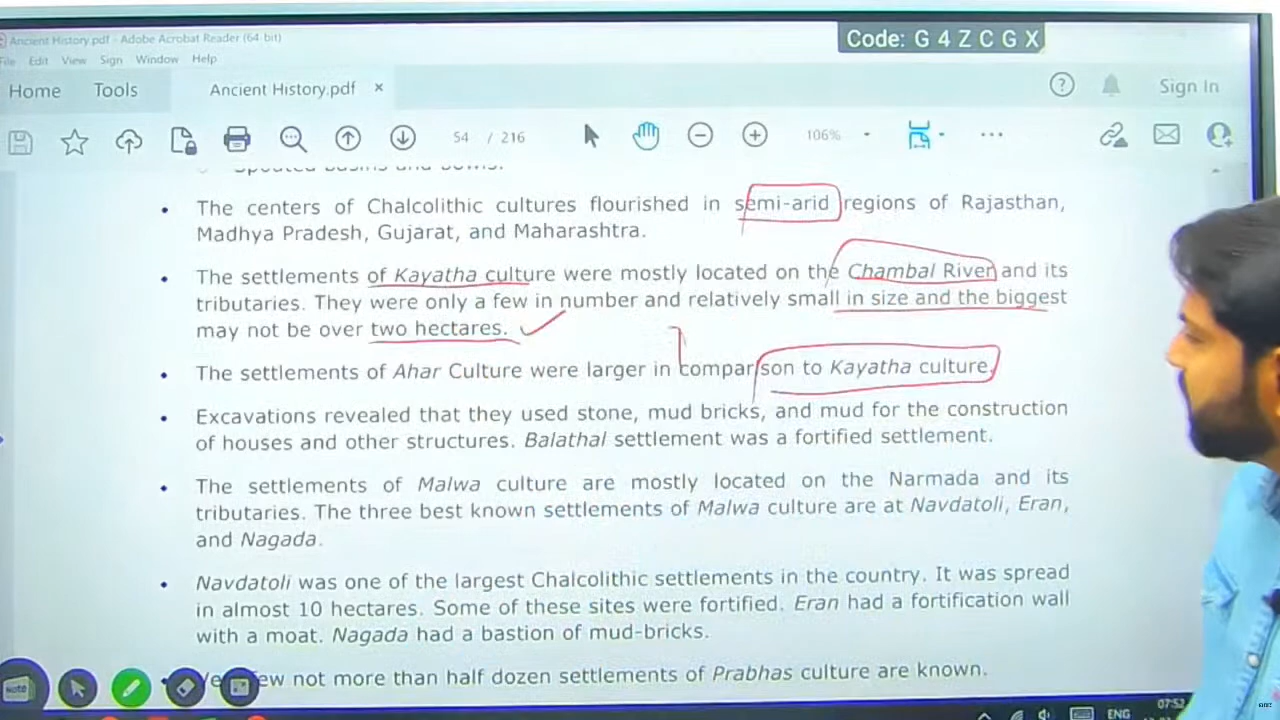 Code: G 4 Z C G X
Ancient History.pdf - Adobe Acrobat Reader (64-bit)
File Edit View Sign Window Help
Home Tools Ancient History.pdf × Sign In
54 / 216 106%
Spouted basins and bowls.
• The centers of Chalcolithic cultures flourished in semi-arid regions of Rajasthan,
Madhya Pradesh, Gujarat, and Maharashtra.
• The settlements of Kayatha culture were mostly located on the Chambal River and its
tributaries. They were only a few in number and relatively small in size and the biggest
may not be over two hectares.
• The settlements of Ahar Culture were larger in comparison to Kayatha culture.
• Excavations revealed that they used stone, mud bricks, and mud for the construction
of houses and other structures. Balathal settlement was a fortified settlement.
• The settlements of Malwa culture are mostly located on the Narmada and its
tributaries. The three best known settlements of Malwa culture are at Navdatoli, Eran,
and Nagada.
• Navdatoli was one of the largest Chalcolithic settlements in the country. It was spread
in almost 10 hectares. Some of these sites were fortified. Eran had a fortification wall
with a moat. Nagada had a bastion of mud-bricks.
• few not more than half dozen settlements of Prabhas culture are known.
Note
ENG 07:52